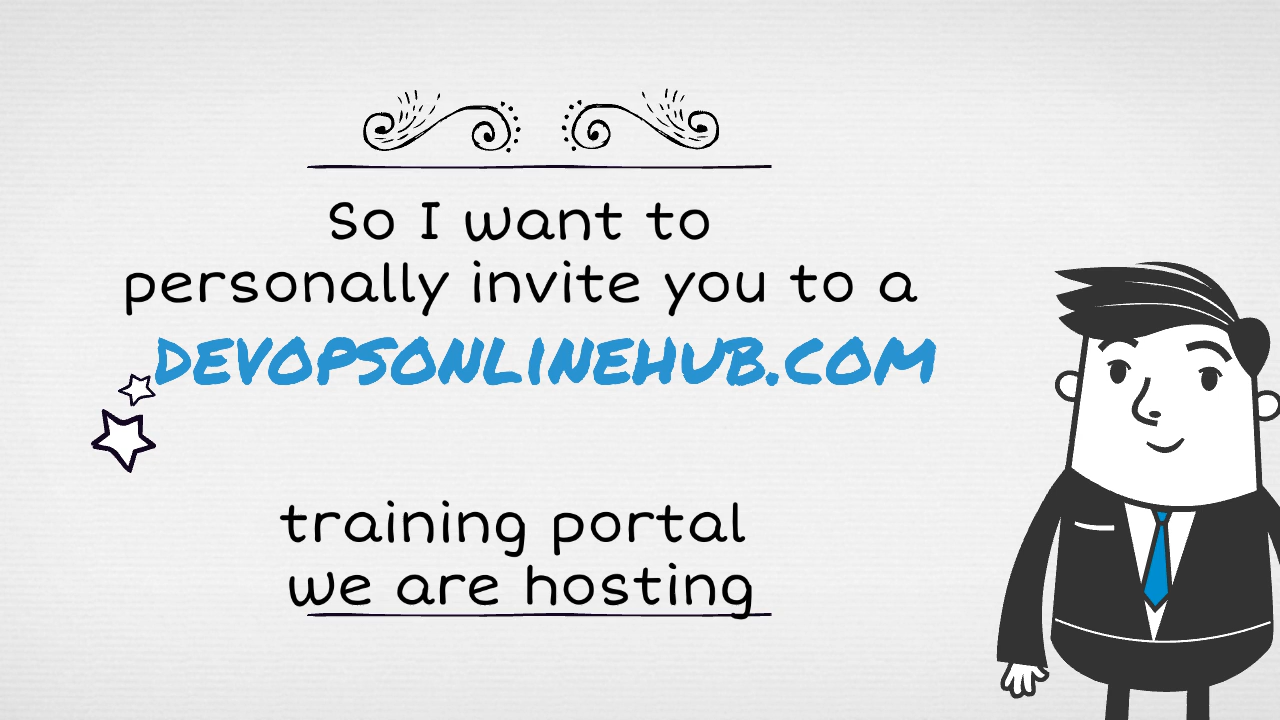 So I want to
personally invite you to a
DEVOPSONLINEHUB.COM
training portal
we are hosting